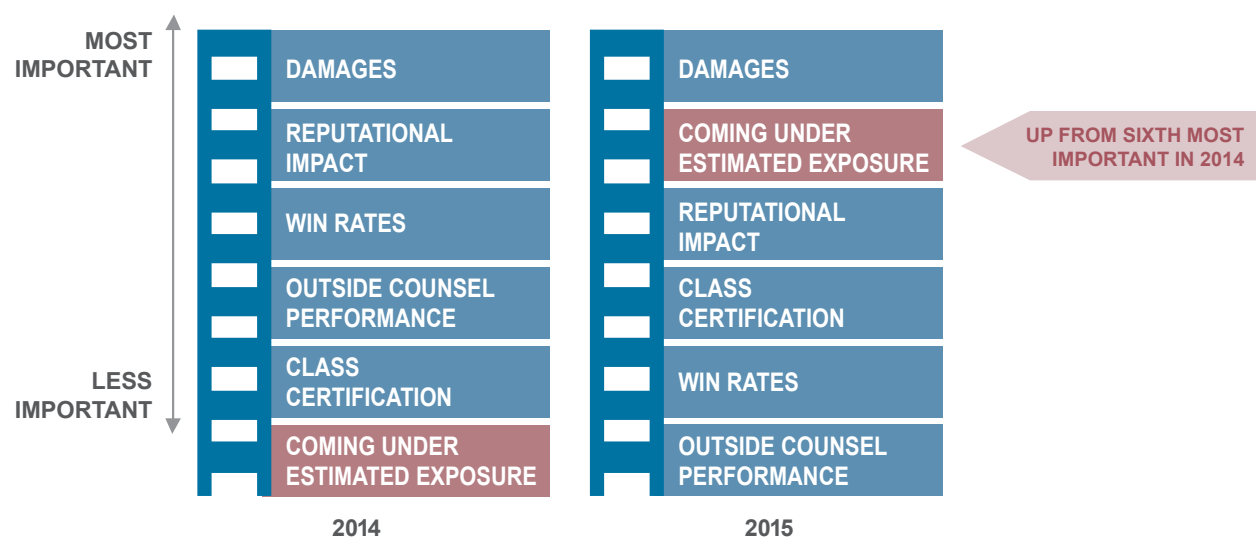 MOST
IMPORTANT
LESS
IMPORTANT
DAMAGES
REPUTATIONAL
IMPACT
WIN RATES
OUTSIDE COUNSEL
PERFORMANCE
CLASS
CERTIFICATION
COMING UNDER
ESTIMATED EXPOSURE
2014
DAMAGES
COMING UNDER
ESTIMATED EXPOSURE
REPUTATIONAL
IMPACT
CLASS
CERTIFICATION
WIN RATES
OUTSIDE COUNSEL
PERFORMANCE
2015
UP FROM SIXTH MOST
IMPORTANT IN 2014